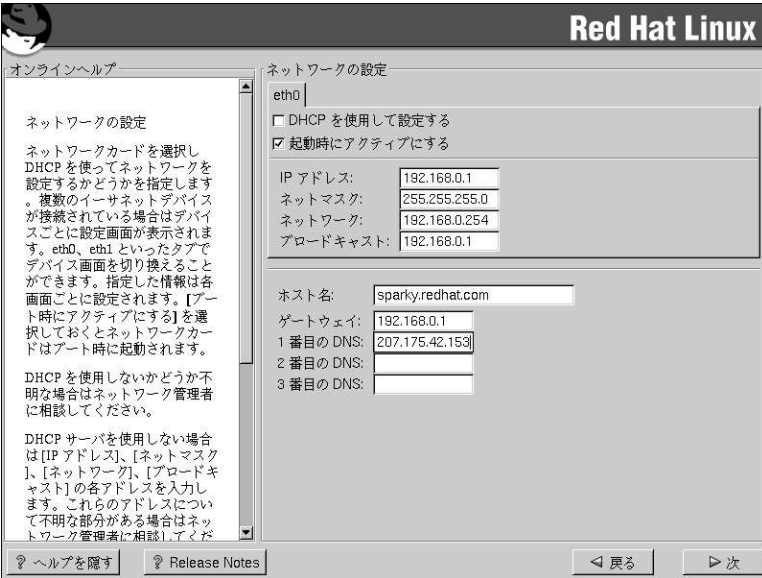 Red Hat Linux
オンラインヘルプ
ネットワークの設定
ネットワークカードを選択し
DHCP を使ってネットワークを
設定するかどうかを指定します
。複数のイーサネットデバイス
が接続されている場合はデバイ
スごとに設定画面が表示されま
す。eth0、eth1 といったタブで
デバイス画面を切り換えること
ができます。指定した情報は各
画面ごとに設定されます。[ブー
ト時にアクティブにする] を選
択しておくとネットワークカー
ドはブート時に起動されます。
DHCP を使用しないかどうか不
明な場合はネットワーク管理者
に相談してください。
DHCP サーバを使用しない場合
は[IP アドレス]、[ネットマスク
]、[ネットワーク]、[ブロードキ
ャスト] の各アドレスを入力し
ます。これらのアドレスについ
て不明な部分がある場合はネッ
トワーク管理者に相談してくだ
ネットワークの設定
eth0
DHCP を使用して設定する
起動時にアクティブにする
IP アドレス: 192.168.0.1
ネットマスク: 255.255.255.0
ネットワーク: 192.168.0.254
ブロードキャスト: 192.168.0.1
ホスト名: sparky.redhat.com
ゲートウェイ: 192.168.0.1
1 番目の DNS: 207.175.42.153
2 番目の DNS:
3 番目の DNS:
? ヘルプを隠す ? Release Notes 戻る 次